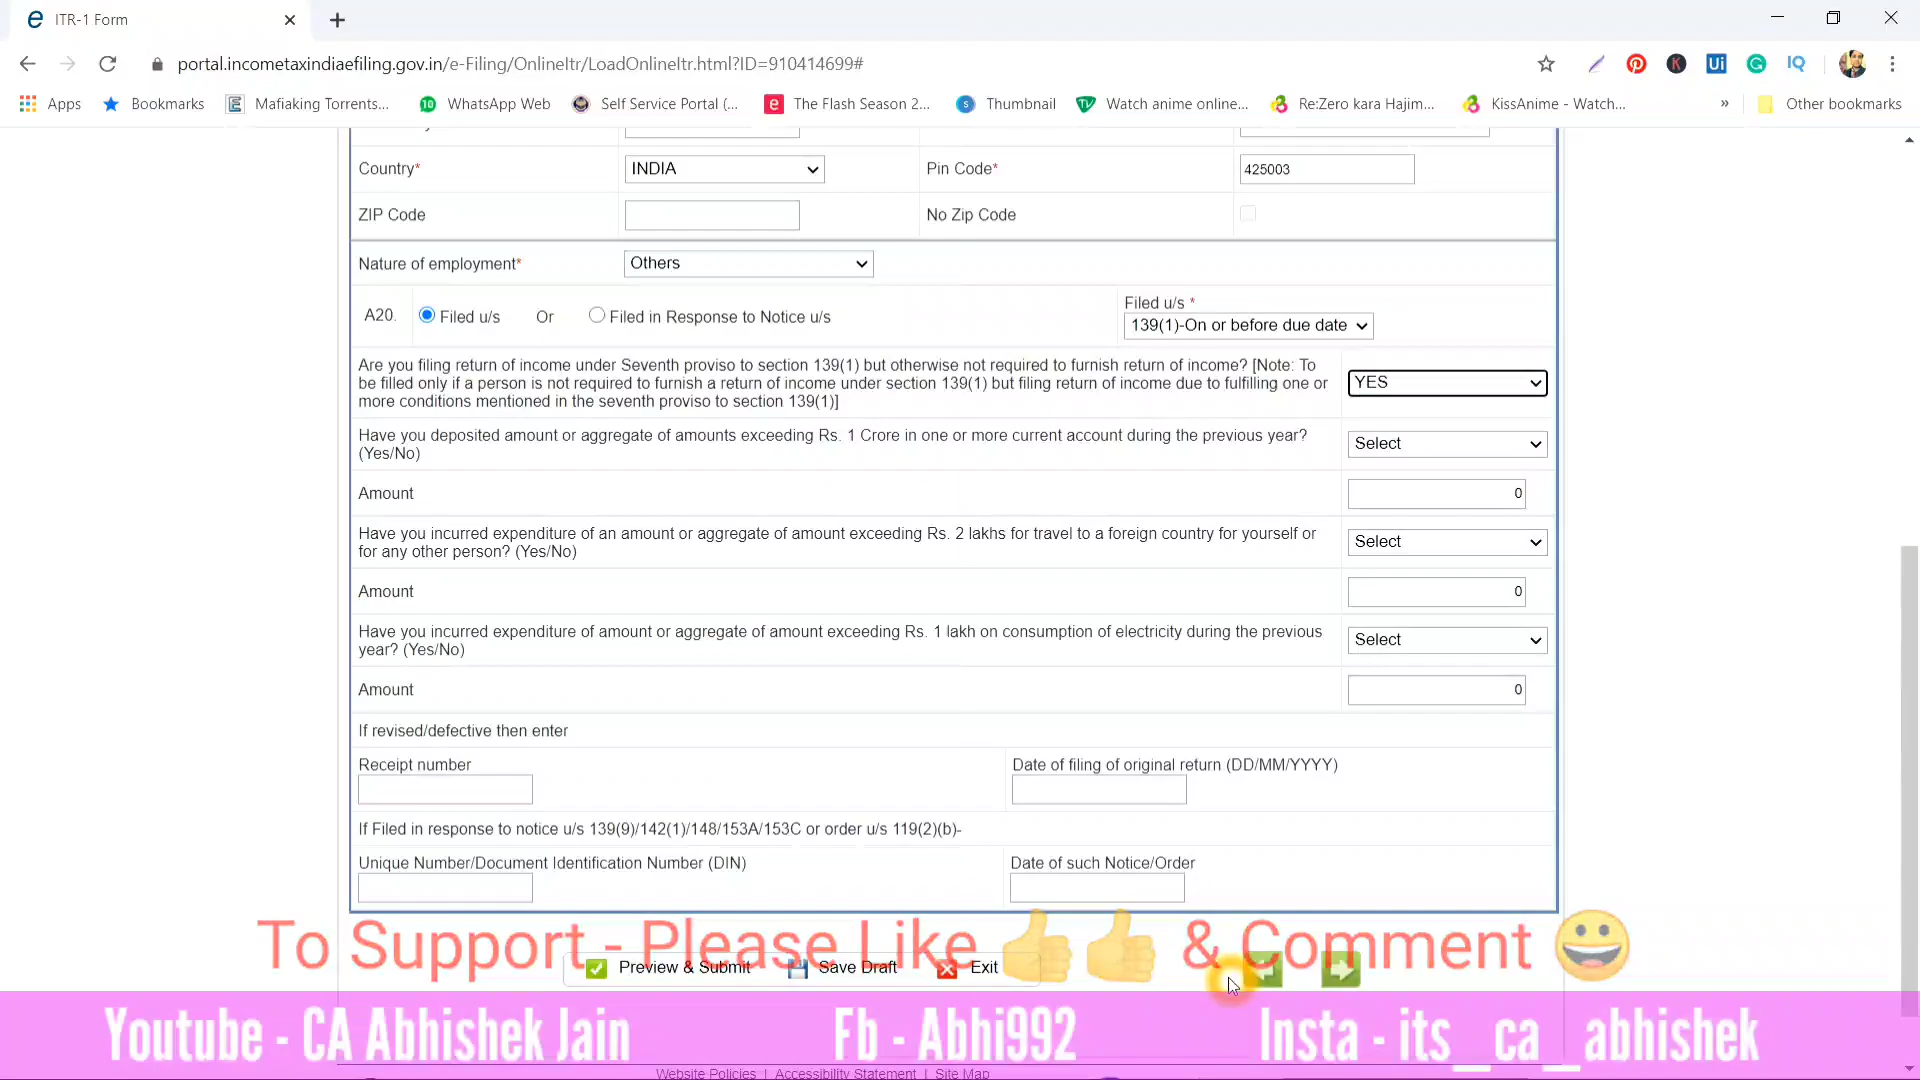 ITR-1 Form
portal.incometaxindiaefiling.gov.in/e-Filing/OnlineItr/LoadOnlineItr.html?ID=910414699#
Apps Bookmarks Mafiaking Torrents... WhatsApp Web Self Service Portal (... The Flash Season 2... Thumbnail Watch anime online... Re:Zero kara Hajim... KissAnime - Watch... » Other bookmarks
Country* INDIA Pin Code* 425003
ZIP Code No Zip Code
Nature of employment* Others
A20. Filed u/s Or Filed in Response to Notice u/s
Filed u/s *
139(1)-On or before due date
Are you filing return of income under Seventh proviso to section 139(1) but otherwise not required to furnish return of income? [Note: To
be filled only if a person is not required to furnish a return of income under section 139(1) but filing return of income due to fulfilling one or
more conditions mentioned in the seventh proviso to section 139(1)]
YES
Have you deposited amount or aggregate of amounts exceeding Rs. 1 Crore in one or more current account during the previous year?
(Yes/No)
Select
Amount 0
Have you incurred expenditure of an amount or aggregate of amount exceeding Rs. 2 lakhs for travel to a foreign country for yourself or
for any other person? (Yes/No)
Select
Amount 0
Have you incurred expenditure of amount or aggregate of amount exceeding Rs. 1 lakh on consumption of electricity during the previous
year? (Yes/No)
Select
Amount 0
If revised/defective then enter
Receipt number Date of filing of original return (DD/MM/YYYY)
If Filed in response to notice u/s 139(9)/142(1)/148/153A/153C or order u/s 119(2)(b)-
Unique Number/Document Identification Number (DIN) Date of such Notice/Order
To Support - Please Like 👍👍 & Comment 😀
Preview & Submit Save Draft Exit
Youtube - CA Abhishek Jain Fb - Abhi992 Insta - its__ca_abhishek
Website Policies | Accessibility Statement | Site Map